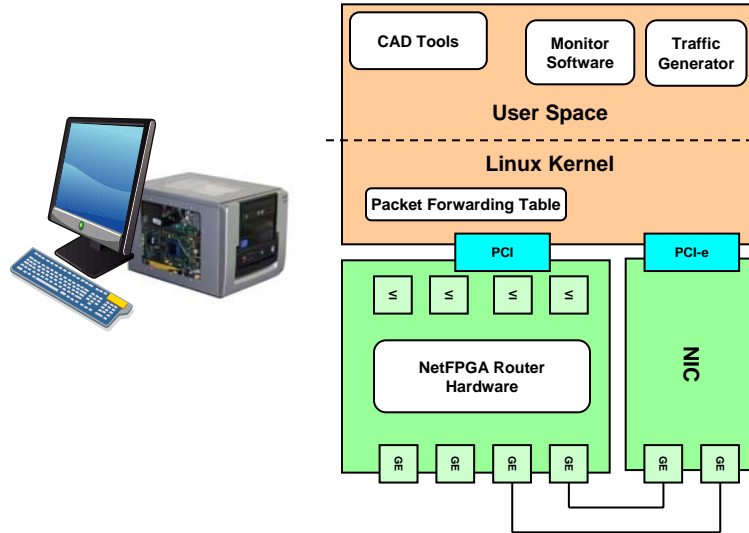 CAD Tools
Monitor
Software
Traffic
Generator
User Space
Linux Kernel
Packet Forwarding Table
PCI
PCI-e
≤
≤
≤
≤
NetFPGA Router
Hardware
NIC
GE
GE
GE
GE
GE
GE